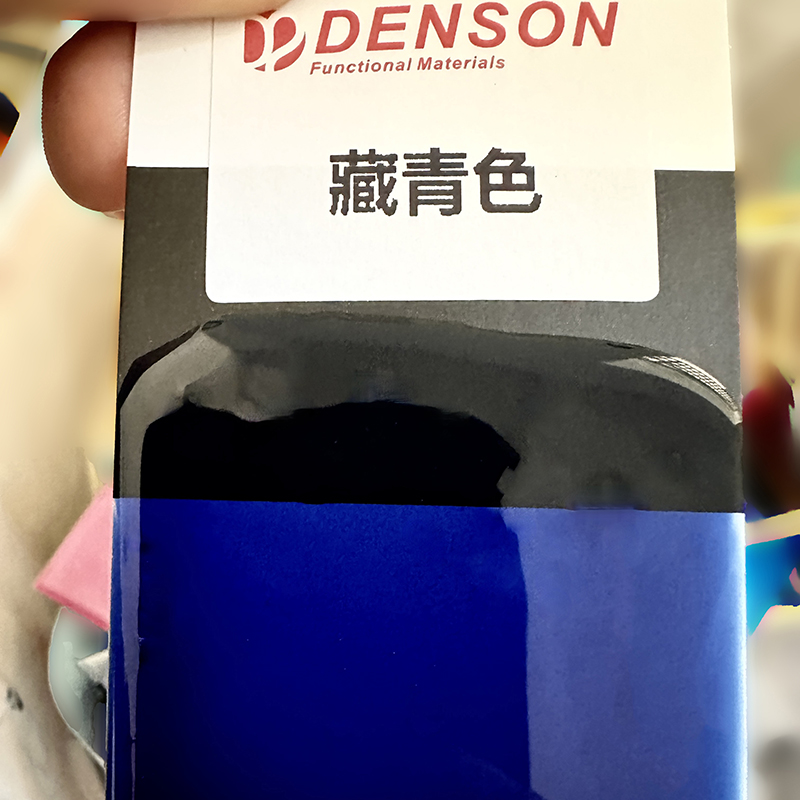 DENSON
Functional Materials
藏青色